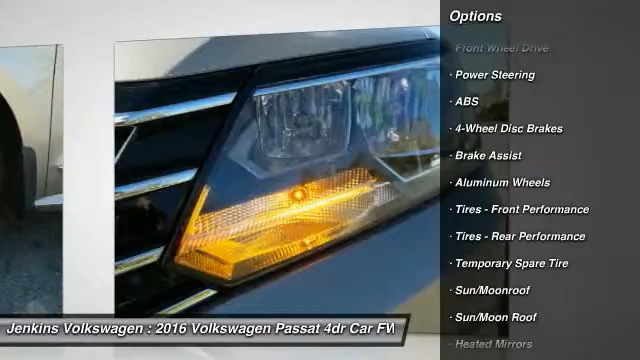 Options
· Front Wheel Drive
· Power Steering
· ABS
· 4-Wheel Disc Brakes
· Brake Assist
· Aluminum Wheels
· Tires - Front Performance
· Tires - Rear Performance
· Temporary Spare Tire
· Sun/Moonroof
· Sun/Moon Roof
· Heated Mirrors
Jenkins Volkswagen : 2016 Volkswagen Passat 4dr Car FW